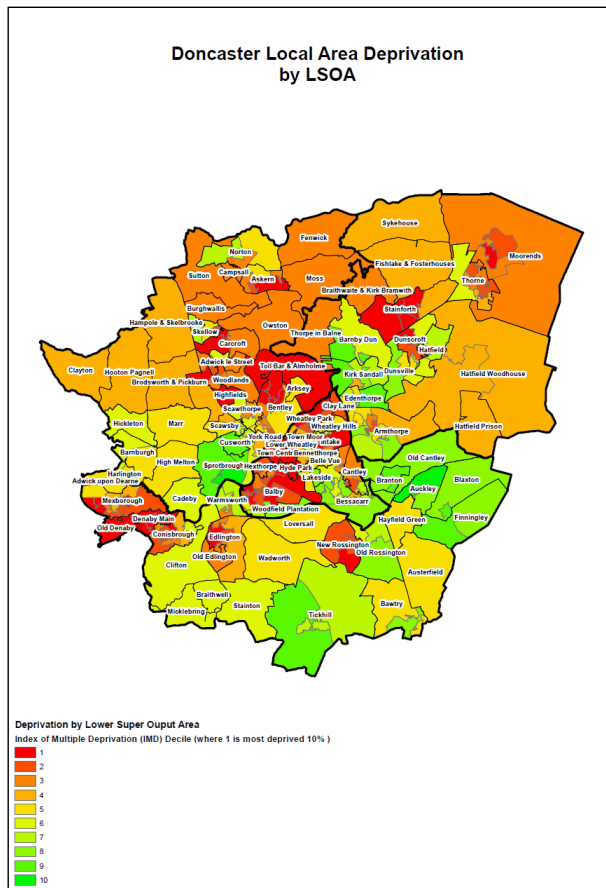 Doncaster Local Area Deprivation
by LSOA
Sykehouse
Fenwick
Norton
Moorends
Fishlake & Fosterhouses
Campsall
Sutton
Askern
Moss
Thorne
Braithwaite & Kirk Bramwith
Burghwallis
Stainforth
Hampole & Skelbrooke
Owston
Skellow
Thorpe in Balne
Barnby Dun
Carcroft
Dunscroft
Hatfield
Adwick le Street
Toll Bar & Almholme
Clayton
Hooton Pagnell
Kirk Sandall
Dunsville
Hatfield Woodhouse
Brodsworth & Pickburn
Woodlands
Arksey
Highfields
Edenthorpe
Scawthorpe
Bentley
Clay Lane
Hickleton
Marr
Scawsby
Wheatley Park
Wheatley Hills
Armthorpe
Hatfield Prison
York Road
Town Moor
Intake
Cusworth
Lower Wheatley
Barnburgh
Town Centr
Bennetthorpe
Old Cantley
High Melton
Sprotbrough
Hexthorpe
Hyde Park
Belle Vue
Harlington
Cantley
Branton
Blaxton
Adwick upon Dearne
Lakeside
Auckley
Mexborough
Cadeby
Warmsworth
Balby
Bessacarr
Woodfield Plantation
Finningley
Denaby Main
Hayfield Green
Old Denaby
Loversall
Conisbrough
Edlington
New Rossington
Old Rossington
Old Edlington
Wadworth
Clifton
Austerfield
Braithwell
Bawtry
Micklebring
Stainton
Tickhill
Deprivation by Lower Super Ouput Area
Index of Multiple Deprivation (IMD) Decile (where 1 is most deprived 10% )
1
2
3
4
5
6
7
8
9
10